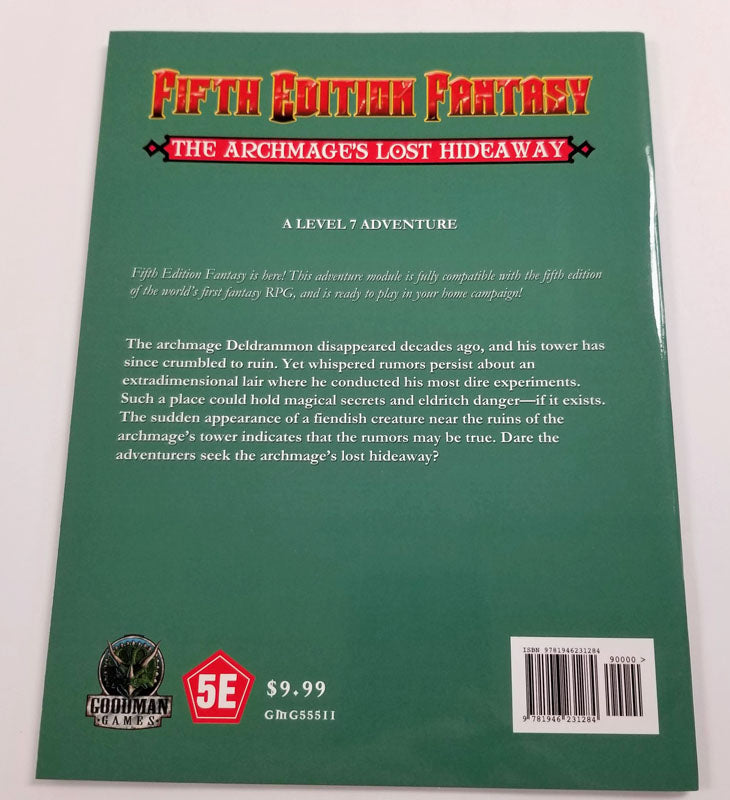 FIFTH EDITION FANTASY
THE ARCHMAGE'S LOST HIDEAWAY
A LEVEL 7 ADVENTURE
Fifth Edition Fantasy is here! This adventure module is fully compatible with the fifth edition
of the world's first fantasy RPG, and is ready to play in your home campaign!
The archmage Deldrammon disappeared decades ago, and his tower has
since crumbled to ruin. Yet whispered rumors persist about an
extradimensional lair where he conducted his most dire experiments.
Such a place could hold magical secrets and eldritch danger—if it exists.
The sudden appearance of a fiendish creature near the ruins of the
archmage's tower indicates that the rumors may be true. Dare the
adventurers seek the archmage's lost hideaway?
GOODMAN
GAMES
5E
$9.99
GMG55511
ISBN 9781946231284
90000 >
9 781946 231284